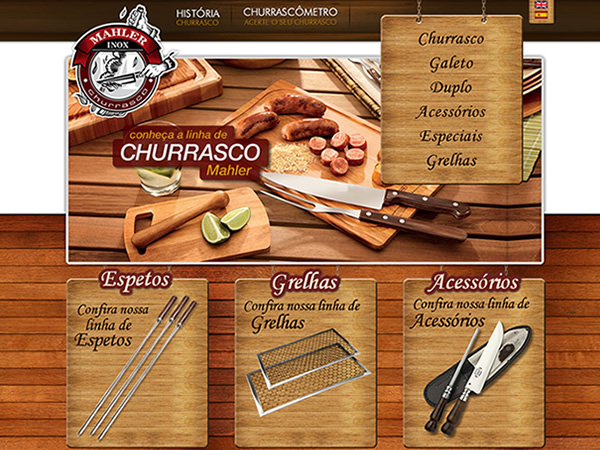 HISTÓRIA
CHURRASCO
CHURRASCÔMETRO
ACERTE O SEU CHURRASCO
MAHLER
INOX
churrasco
Churrasco
Galeto
Duplo
Acessórios
Especiais
Grelhas
conheça a linha de
CHURRASCO
Mahler
Espetos
Confira nossa
linha de
Espetos
Grelhas
Confira nossa linha de
Grelhas
Acessórios
Confira nossa linha de
Acessórios